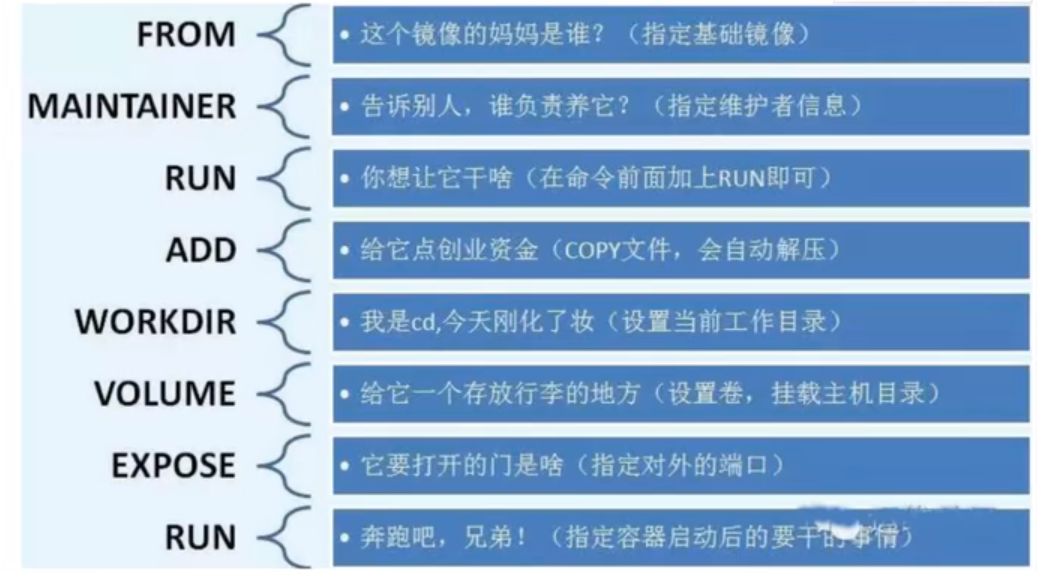 FROM
• 这个镜像的妈妈是谁？（指定基础镜像）
MAINTAINER
• 告诉别人，谁负责养它？（指定维护者信息）
RUN
• 你想让它干啥（在命令前面加上RUN即可）
ADD
• 给它点创业资金（COPY文件，会自动解压）
WORKDIR
• 我是cd,今天刚化了妆（设置当前工作目录）
VOLUME
• 给它一个存放行李的地方（设置卷，挂载主机目录）
EXPOSE
• 它要打开的门是啥（指定对外的端口）
RUN
• 奔跑吧，兄弟！（指定容器启动后的要干的事情）